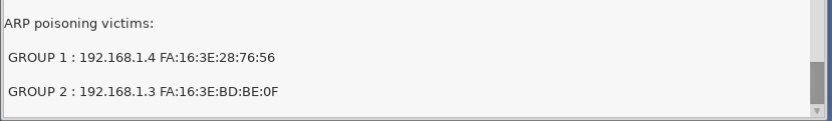 ARP poisoning victims:
GROUP 1 : 192.168.1.4 FA:16:3E:28:76:56
GROUP 2 : 192.168.1.3 FA:16:3E:BD:BE:0F